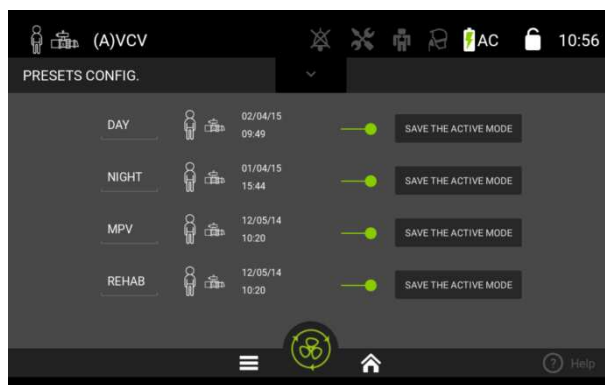 (A)VCV AC 10:56
PRESETS CONFIG.
DAY 02/04/15 09:49 SAVE THE ACTIVE MODE
NIGHT 01/04/15 15:44 SAVE THE ACTIVE MODE
MPV 12/05/14 10:20 SAVE THE ACTIVE MODE
REHAB 12/05/14 10:20 SAVE THE ACTIVE MODE
? Help